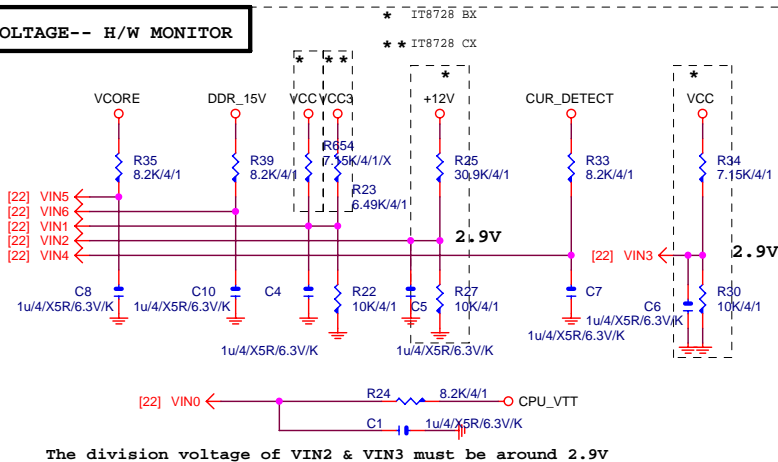 * IT8728 BX
OLTAGE-- H/W MONITOR
** IT8728 CX
* ** * *
VCORE DDR_15V VCC VCC3 +12V CUR_DETECT VCC
R654
7.15K/4/1/X
R35 R39 R25 R33 R34
8.2K/4/1 8.2K/4/1 30.9K/4/1 8.2K/4/1 7.15K/4/1
R23
6.49K/4/1
[22] VIN5
[22] VIN6
[22] VIN1
[22] VIN2 2.9V
[22] VIN4 [22] VIN3 2.9V
C8 C10 C4 R22 C5 R27 C7 C6 R30
10K/4/1 10K/4/1 10K/4/1
1u/4/X5R/6.3V/K 1u/4/X5R/6.3V/K 1u/4/X5R/6.3V/K
1u/4/X5R/6.3V/K 1u/4/X5R/6.3V/K 1u/4/X5R/6.3V/K
R24 8.2K/4/1
[22] VIN0 CPU_VTT
C1 1u/4/X5R/6.3V/K
The division voltage of VIN2 & VIN3 must be around 2.9V